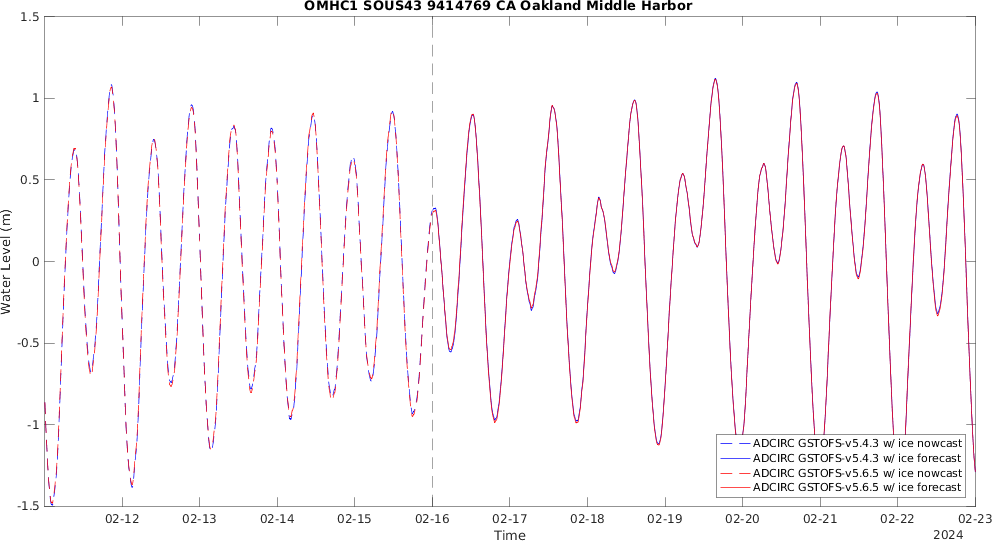 OMHC1 SOUS43 9414769 CA Oakland Middle Harbor
1.5
1
0.5
0
-0.5
-1
-1.5
Water Level (m)
ADCIRC GSTOFS-v5.4.3 w/ ice nowcast
ADCIRC GSTOFS-v5.4.3 w/ ice forecast
ADCIRC GSTOFS-v5.6.5 w/ ice nowcast
ADCIRC GSTOFS-v5.6.5 w/ ice forecast
02-12 02-13 02-14 02-15 02-16 02-17 02-18 02-19 02-20 02-21 02-22 02-23
Time
2024